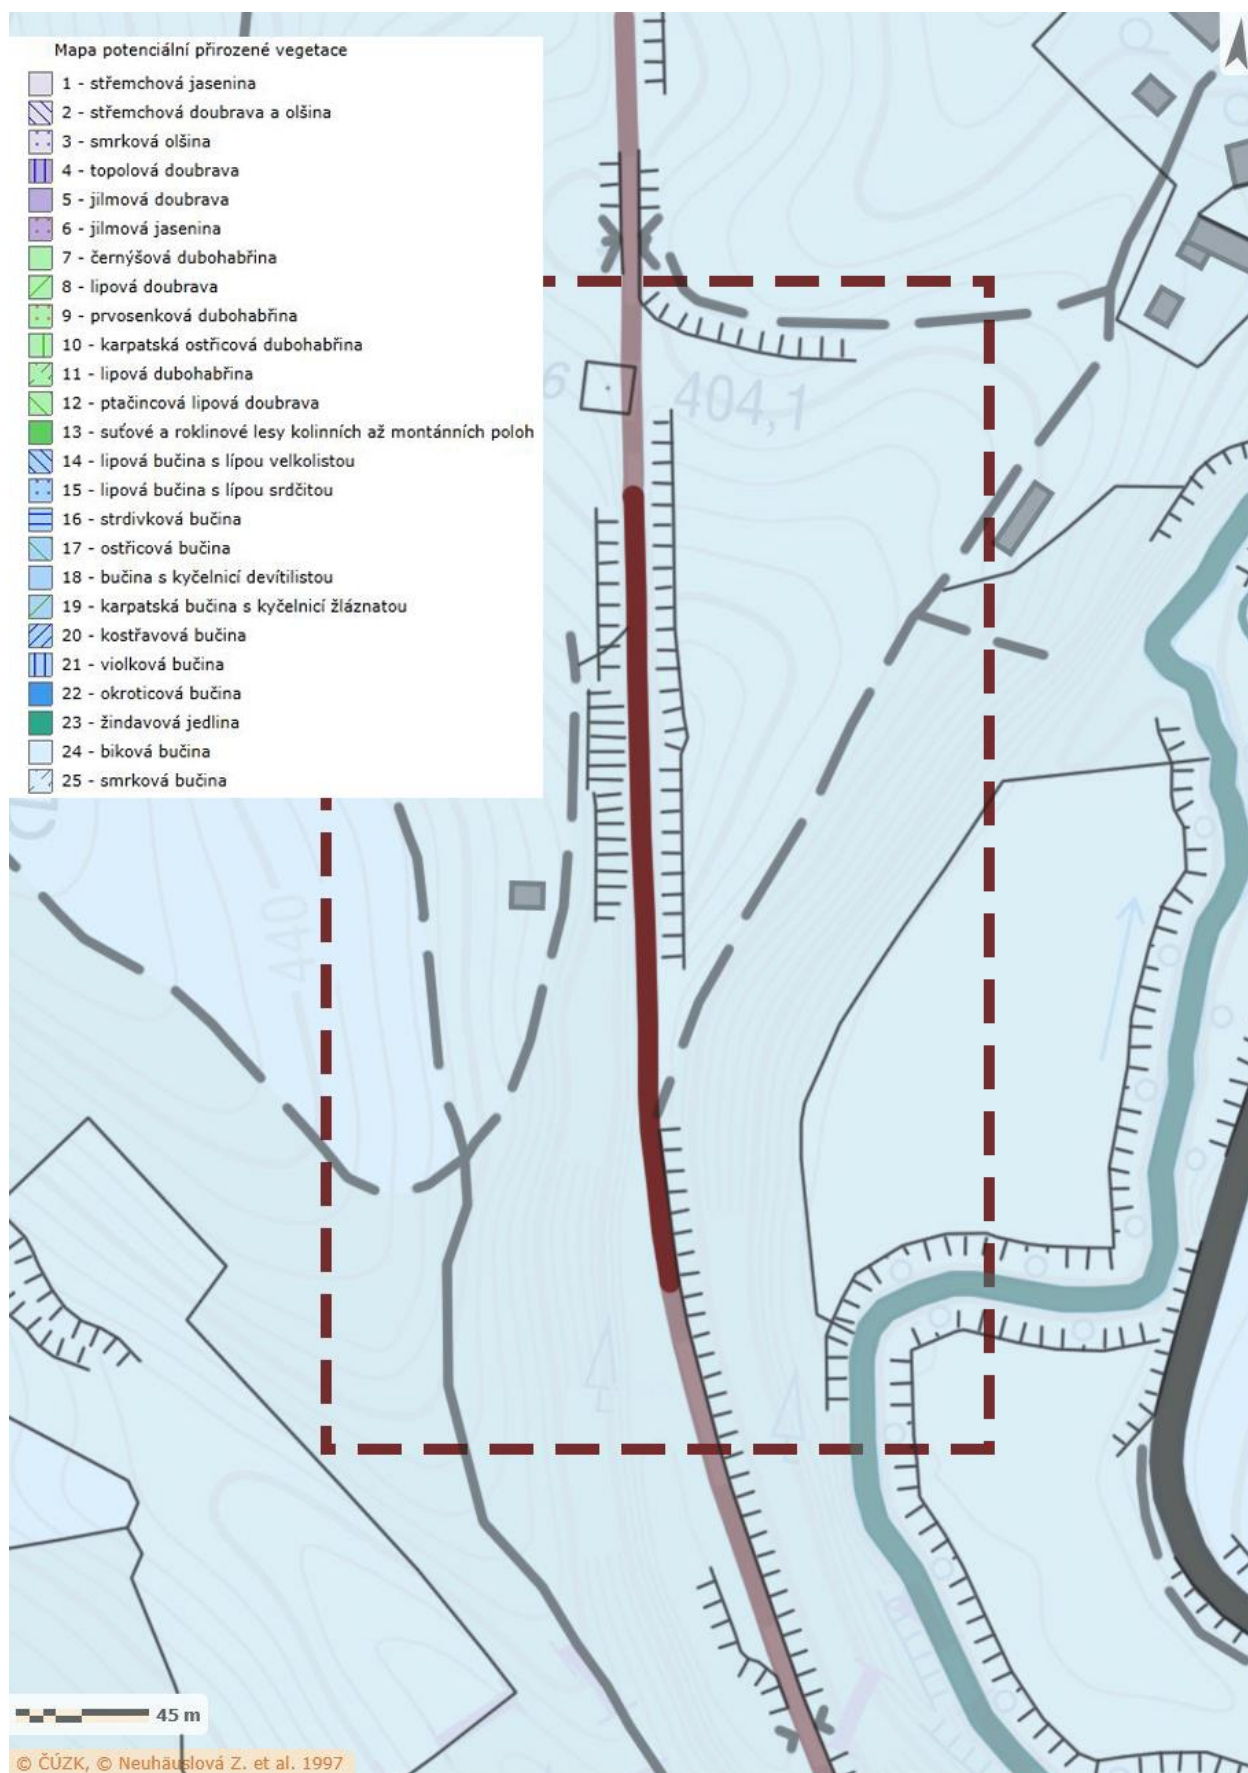 Mapa potenciální přirozené vegetace
1 - střemchová jasenina
2 - střemchová doubrava a olšina
3 - smrková olšina
4 - topolová doubrava
5 - jilmová doubrava
6 - jilmová jasenina
7 - černýšová dubohabřina
8 - lipová doubrava
9 - prvosenková dubohabřina
10 - karpatská ostřicová dubohabřina
11 - lipová dubohabřina
12 - ptačincová lipová doubrava
13 - suťové a roklinové lesy kolinních až montánních poloh
14 - lipová bučina s lípou velkolistou
15 - lipová bučina s lípou srdčitou
16 - strdivková bučina
17 - ostřicová bučina
18 - bučina s kyčelnicí devítilistou
19 - karpatská bučina s kyčelnicí žláznatou
20 - kostřavová bučina
21 - violková bučina
22 - okroticová bučina
23 - žindavová jedlina
24 - biková bučina
25 - smrková bučina
6
404,1
440
45 m
© ČÚZK, © Neuhäuslová Z. et al. 1997